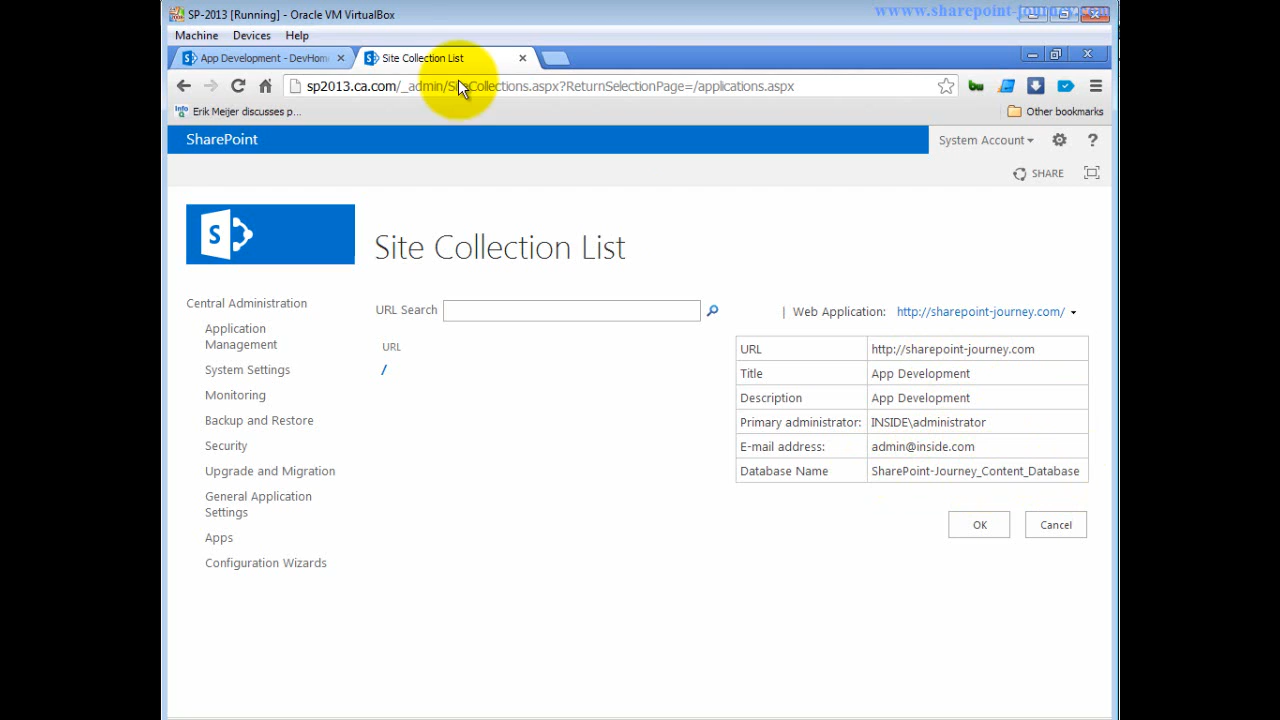 SP-2013 [Running] - Oracle VM VirtualBox
Machine Devices Help
App Development - DevHom
Site Collection List
sp2013.ca.com/_admin/SiteCollections.aspx?ReturnSelectionPage=/applications.aspx
Erik Meijer discusses p...
Other bookmarks
SharePoint
System Account
SHARE
Site Collection List
Central Administration
Application
Management
System Settings
Monitoring
Backup and Restore
Security
Upgrade and Migration
General Application
Settings
Apps
Configuration Wizards
URL Search
| Web Application: http://sharepoint-journey.com/
URL
/
URL http://sharepoint-journey.com
Title App Development
Description App Development
Primary administrator: INSIDE\administrator
E-mail address: admin@inside.com
Database Name SharePoint-Journey_Content_Database
OK Cancel